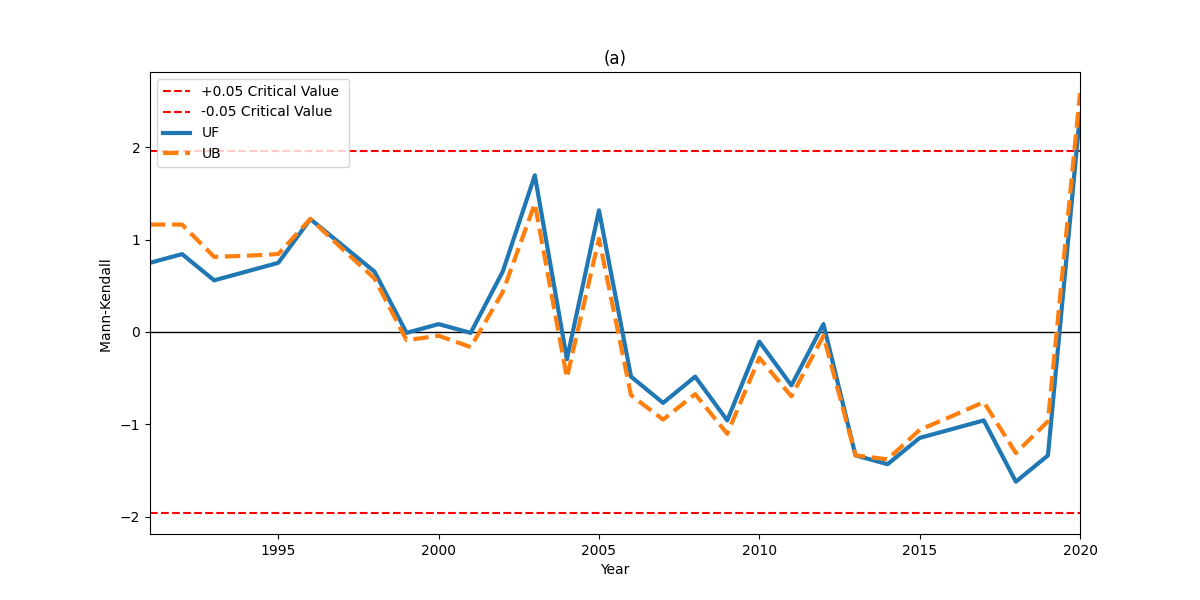 (a)
+0.05 Critical Value
-0.05 Critical Value
UF
UB
2
1
0
−1
−2
Mann-Kendall
1995 2000 2005 2010 2015 2020
Year